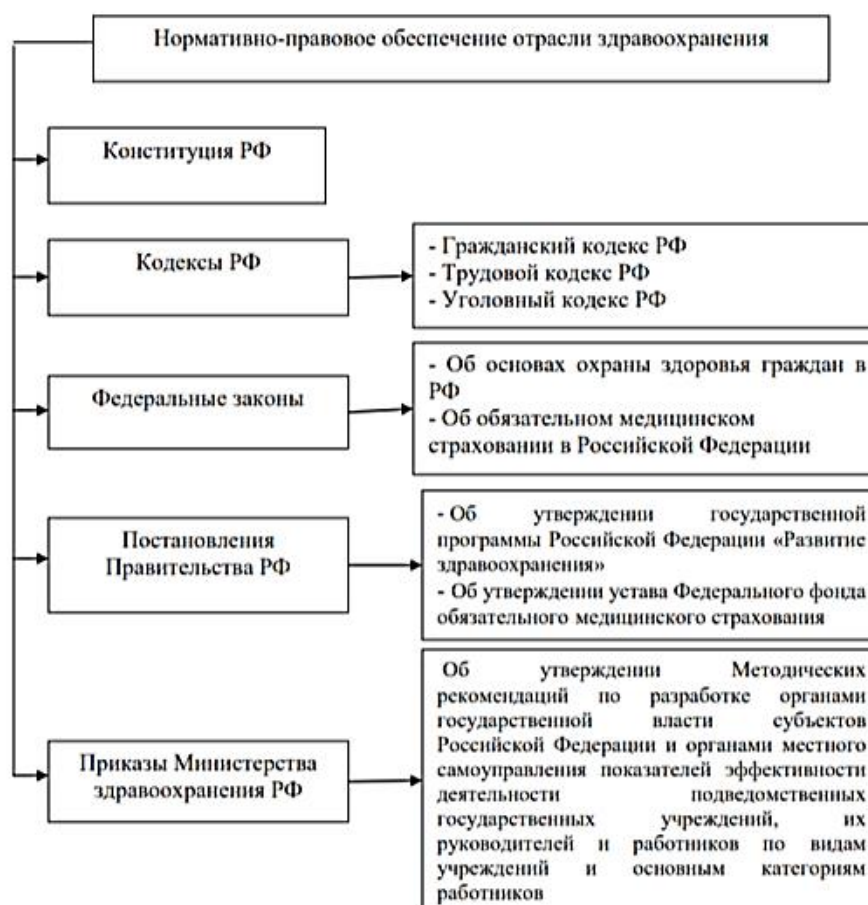 Нормативно-правовое обеспечение отрасли здравоохранения
Конституция РФ
Кодексы РФ
- Гражданский кодекс РФ
- Трудовой кодекс РФ
- Уголовный кодекс РФ
Федеральные законы
- Об основах охраны здоровья граждан в
РФ
- Об обязательном медицинском
страховании в Российской Федерации
Постановления
Правительства РФ
- Об утверждении государственной
программы Российской Федерации «Развитие
здравоохранения»
- Об утверждении устава Федерального фонда
обязательного медицинского страхования
Приказы Министерства
здравоохранения РФ
Об утверждении Методических
рекомендаций по разработке органами
государственной власти субъектов
Российской Федерации и органами местного
самоуправления показателей эффективности
деятельности подведомственных
государственных учреждений, их
руководителей и работников по видам
учреждений и основным категориям
работников